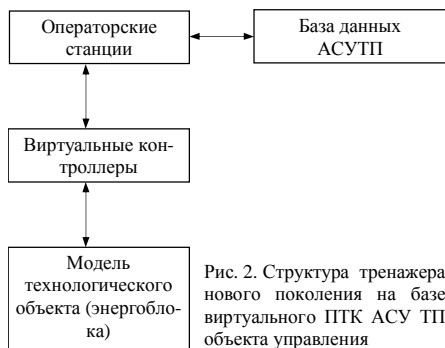 Операторские
станции
База данных
АСУТП
Виртуальные кон-
троллеры
Модель
технологического
объекта (энергобло-
ка)
Рис. 2. Структура тренажера
нового поколения на базе
виртуального ПТК АСУ ТП
объекта управления